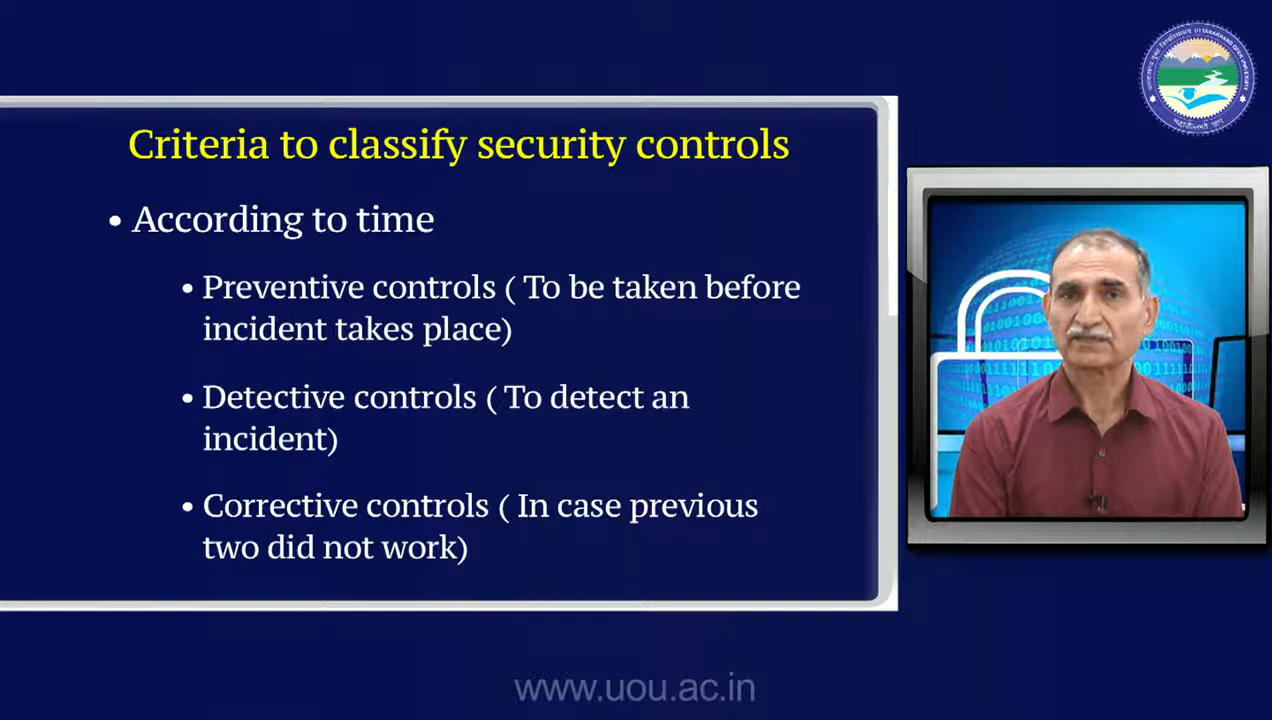 Criteria to classify security controls
• According to time
• Preventive controls ( To be taken before
incident takes place)
• Detective controls ( To detect an
incident)
• Corrective controls ( In case previous
two did not work)
www.uou.ac.in